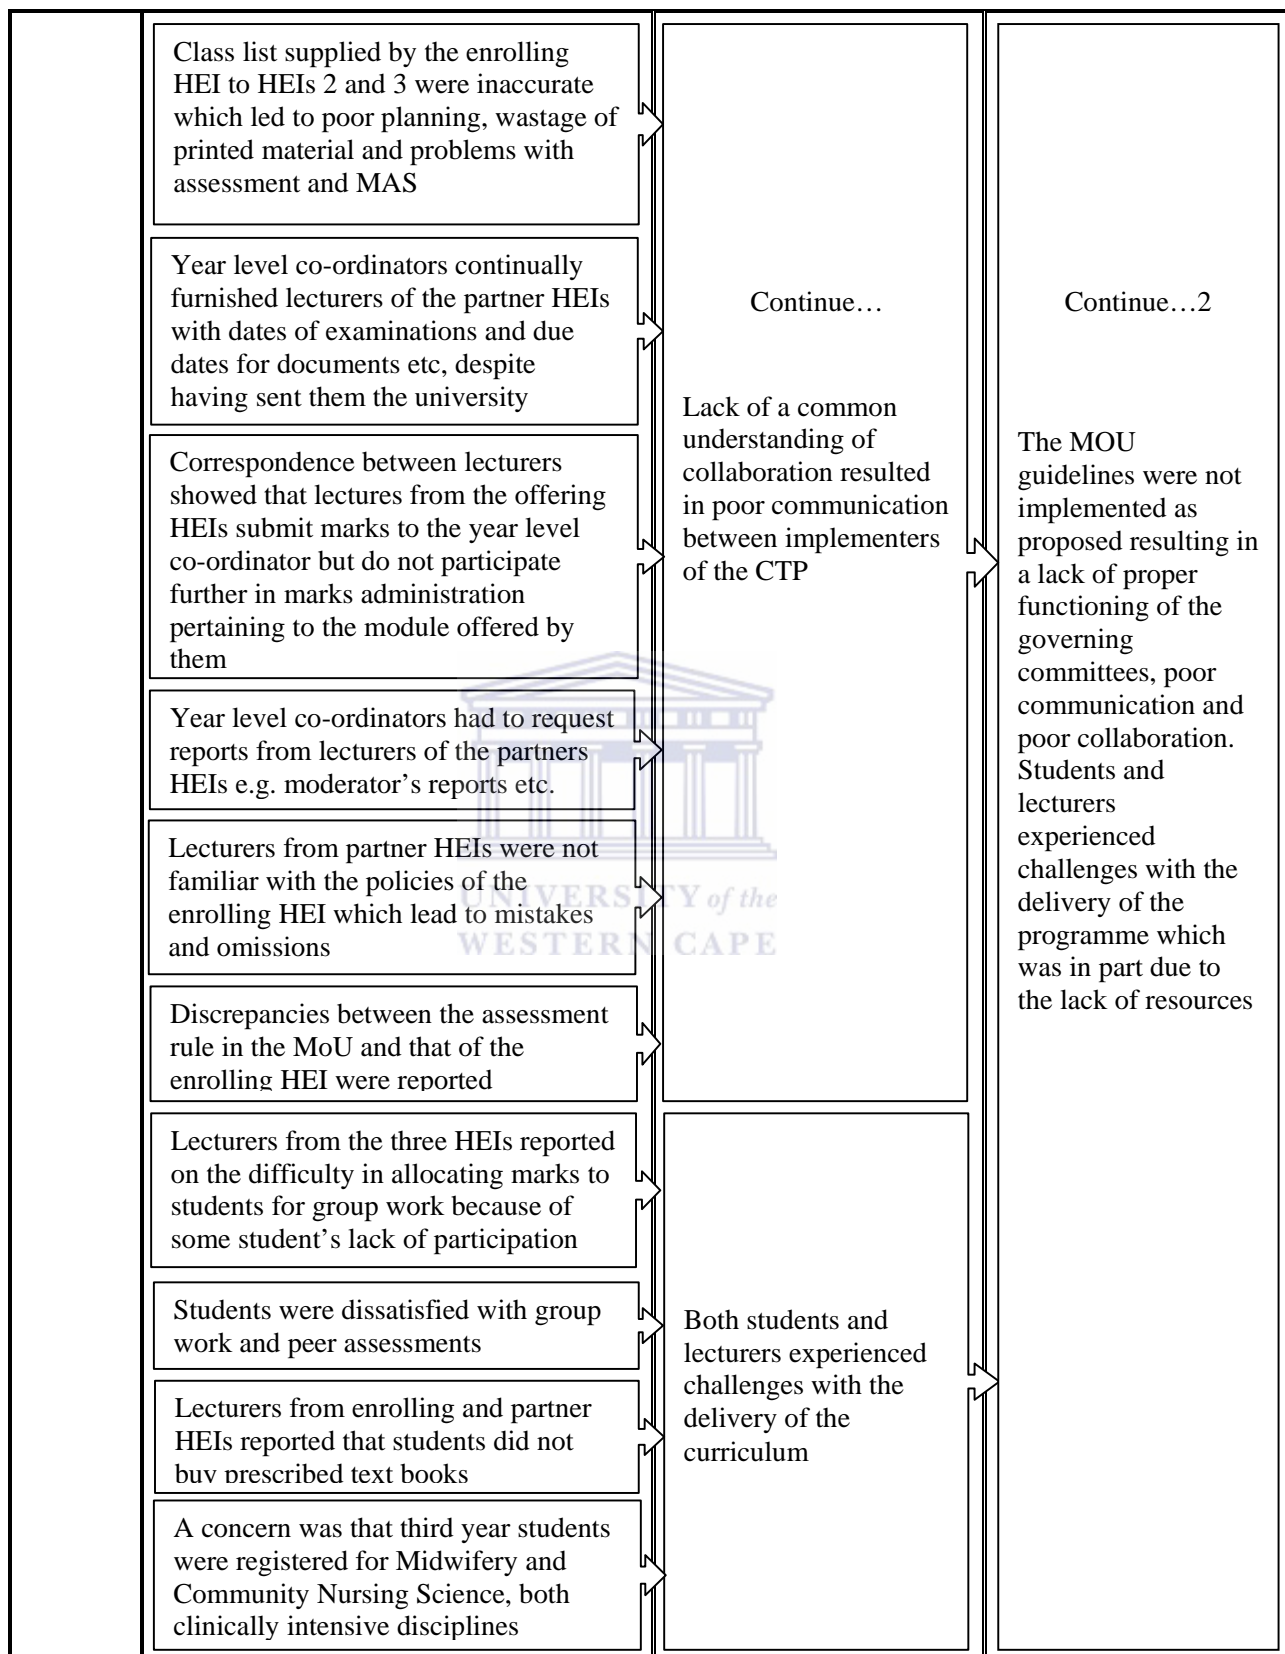 Class list supplied by the enrolling
HEI to HEIs 2 and 3 were inaccurate
which led to poor planning, wastage of
printed material and problems with
assessment and MAS
Year level co-ordinators continually
furnished lecturers of the partner HEIs
with dates of examinations and due
dates for documents etc, despite
having sent them the university
Correspondence between lecturers
showed that lectures from the offering
HEIs submit marks to the year level
co-ordinator but do not participate
further in marks administration
pertaining to the module offered by
them
Year level co-ordinators had to request
reports from lecturers of the partners
HEIs e.g. moderator’s reports etc.
Lecturers from partner HEIs were not
familiar with the policies of the
enrolling HEI which lead to mistakes
and omissions
Discrepancies between the assessment
rule in the MoU and that of the
enrolling HEI were reported
Lecturers from the three HEIs reported
on the difficulty in allocating marks to
students for group work because of
some student’s lack of participation
Students were dissatisfied with group
work and peer assessments
Lecturers from enrolling and partner
HEIs reported that students did not
buy prescribed text books
A concern was that third year students
were registered for Midwifery and
Community Nursing Science, both
clinically intensive disciplines
Continue…
Lack of a common
understanding of
collaboration resulted
in poor communication
between implementers
of the CTP
Both students and
lecturers experienced
challenges with the
delivery of the
curriculum
Continue…2
The MOU
guidelines were not
implemented as
proposed resulting in
a lack of proper
functioning of the
governing
committees, poor
communication and
poor collaboration.
Students and
lecturers
experienced
challenges with the
delivery of the
programme which
was in part due to
the lack of resources
UNIVERSITY of the
WESTERN CAPE